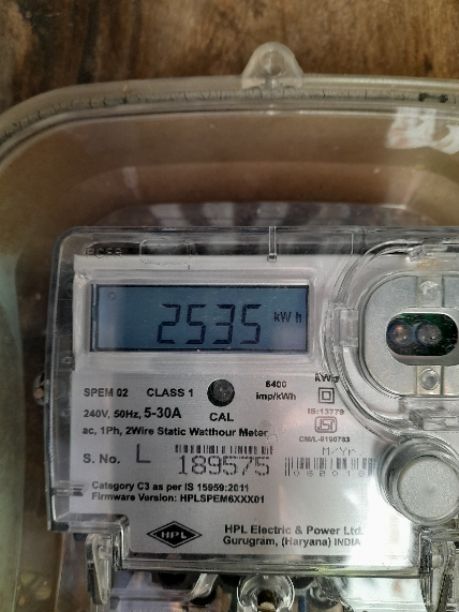 2535 kWh
SPEM 02 CLASS 1 6400 imp/kWh
240V, 50Hz, 5-30A CAL IS:13779
ac, 1Ph, 2Wire Static Watthour Meter
S. No. L 189575 M/Yr
Category C3 as per IS 15959:2011
Firmware Version: HPLSPEM6XXX01
HPL
HPL Electric & Power Ltd.
Gurugram, (Haryana) INDIA